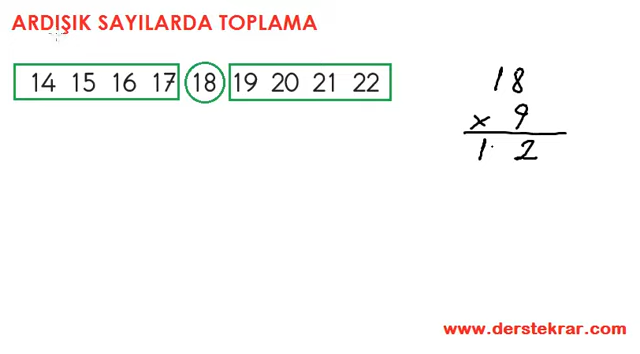 ARDIŞIK SAYILARDA TOPLAMA
14 15 16 17 18 19 20 21 22
18
x 9
1 2
www.derstekrar.com